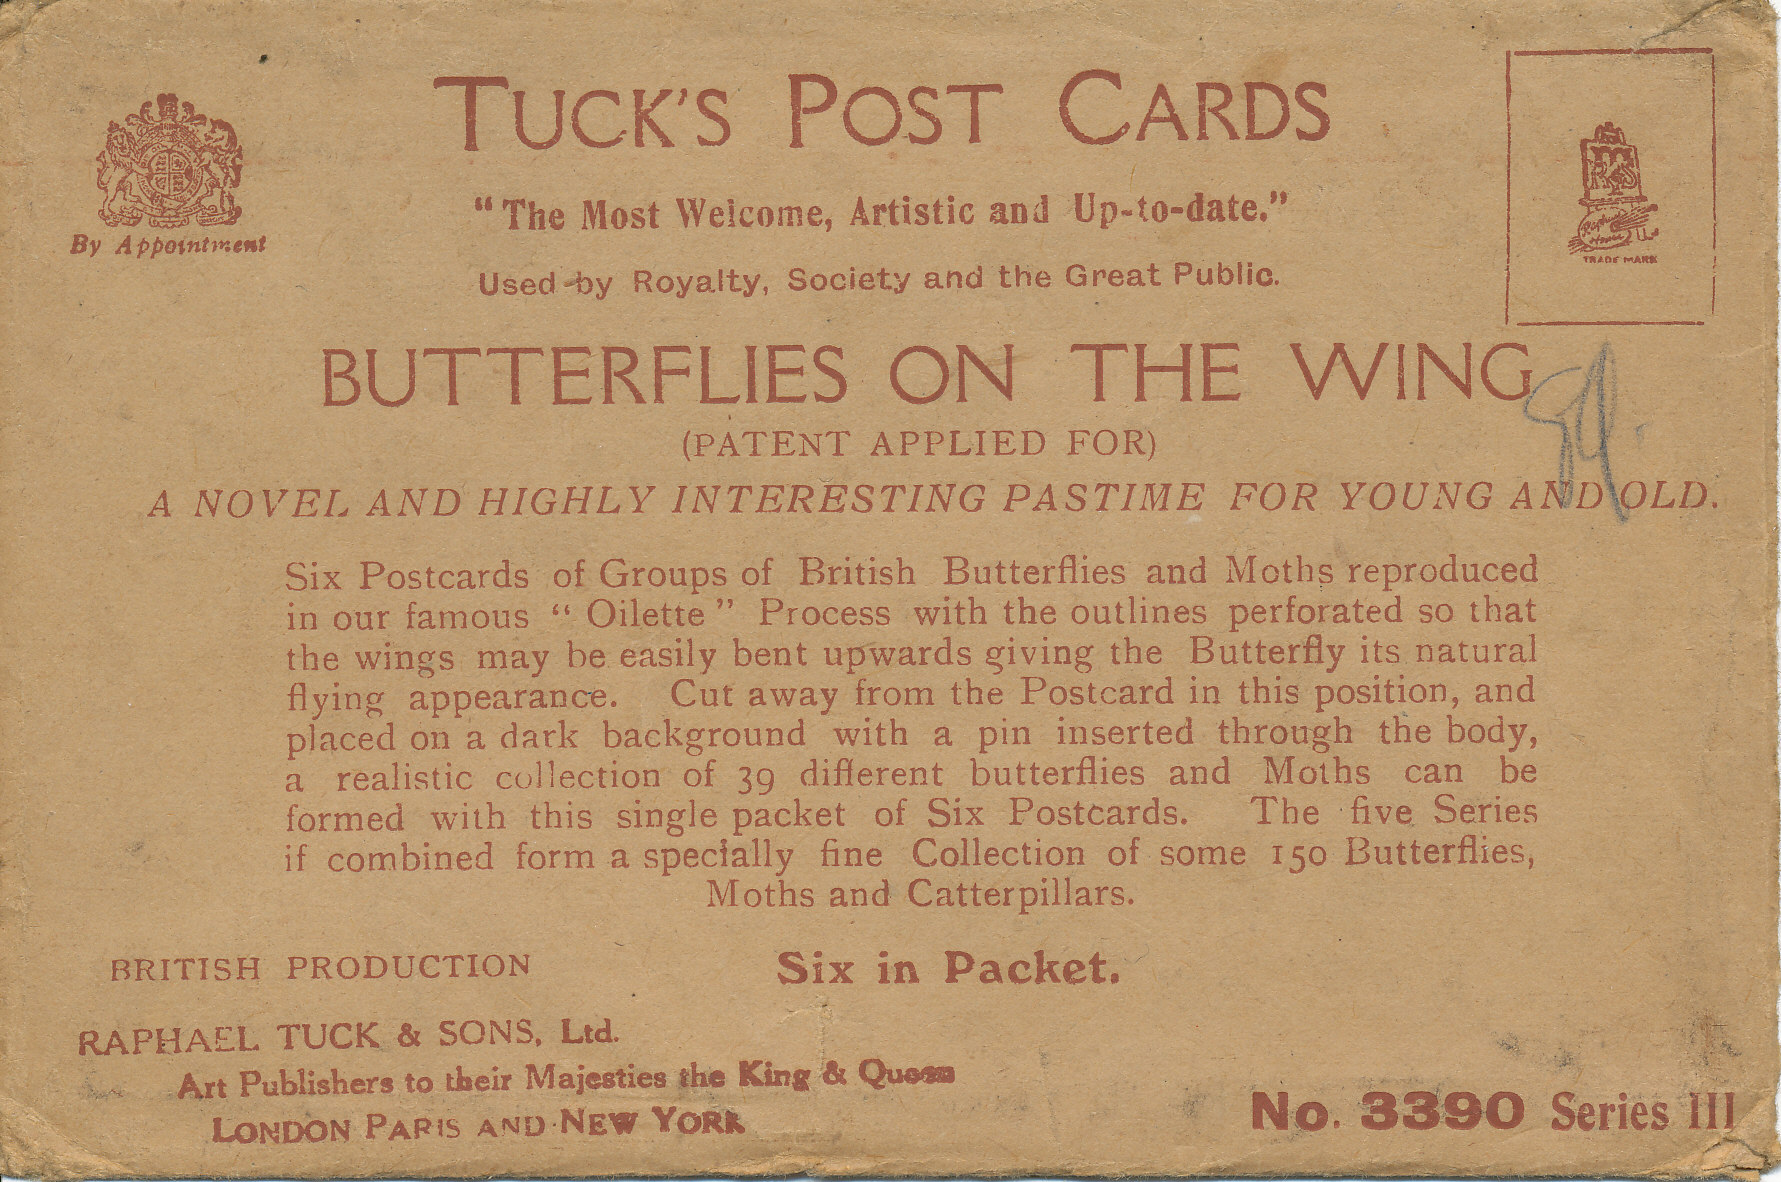 TUCK'S POST CARDS
"The Most Welcome, Artistic and Up-to-date."
By Appointment
Used by Royalty, Society and the Great Public.
TRADE MARK
BUTTERFLIES ON THE WING
(PATENT APPLIED FOR)
A NOVEL AND HIGHLY INTERESTING PASTIME FOR YOUNG AND OLD.
Six Postcards of Groups of British Butterflies and Moths reproduced
in our famous "Oilette" Process with the outlines perforated so that
the wings may be easily bent upwards giving the Butterfly its natural
flying appearance. Cut away from the Postcard in this position, and
placed on a dark background with a pin inserted through the body,
a realistic collection of 39 different butterflies and Moths can be
formed with this single packet of Six Postcards. The five Series
if combined form a specially fine Collection of some 150 Butterflies,
Moths and Catterpillars.
BRITISH PRODUCTION
Six in Packet.
RAPHAEL TUCK & SONS, Ltd.
Art Publishers to their Majesties the King & Queen
LONDON PARIS AND NEW YORK
No. 3390 Series III